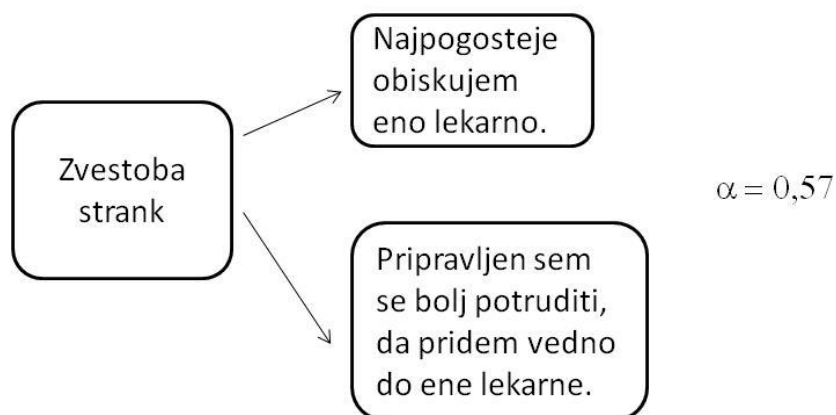 Najpogosteje
obiskujem
eno lekarno.
Zvestoba
strank
α = 0,57
Pripravljen sem
se bolj potruditi,
da pridem vedno
do ene lekarne.